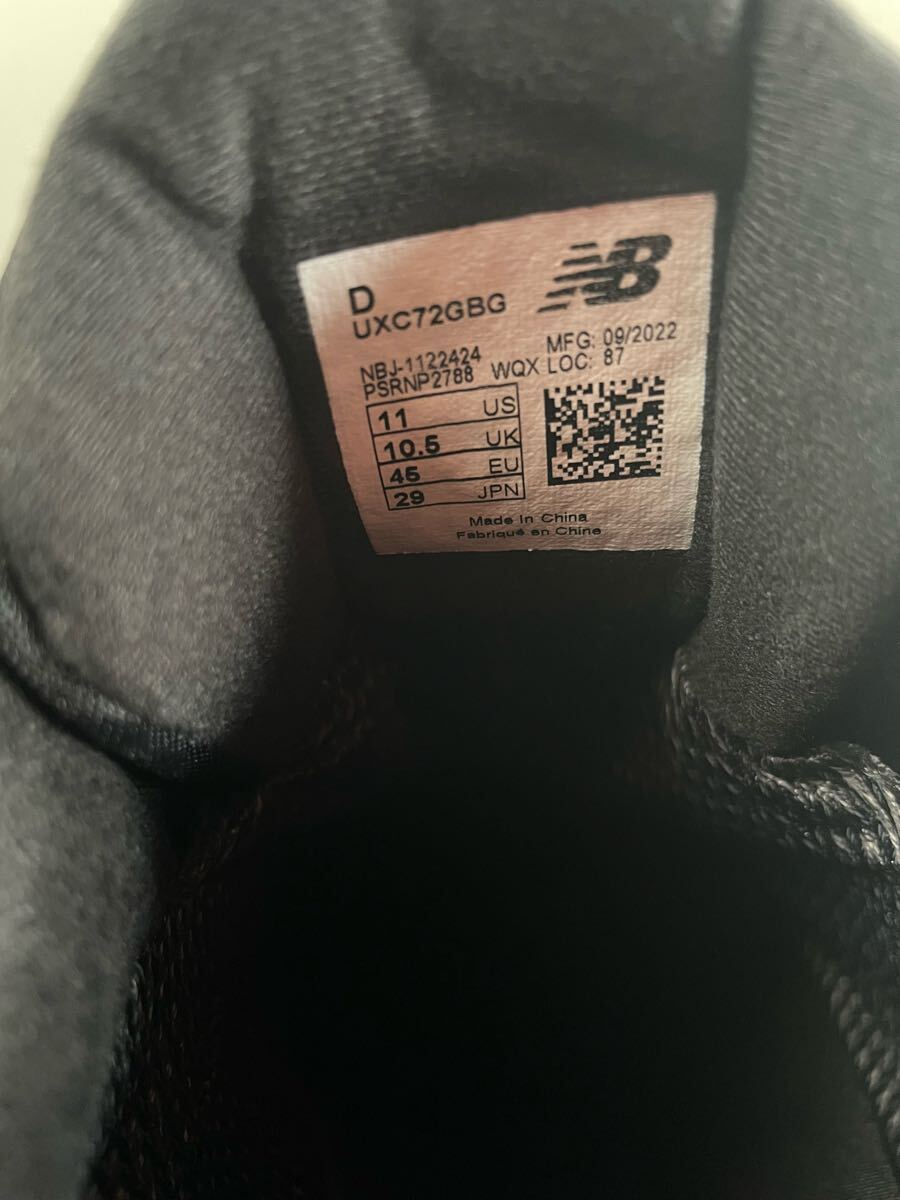 D
NB
UXC72GBG
MFG: 09/2022
NBJ-1122424
PSRNP2788 WQX LOC: 87
11 US
10.5 UK
45 EU
29 JPN
Made In China
Fabriqué en Chine